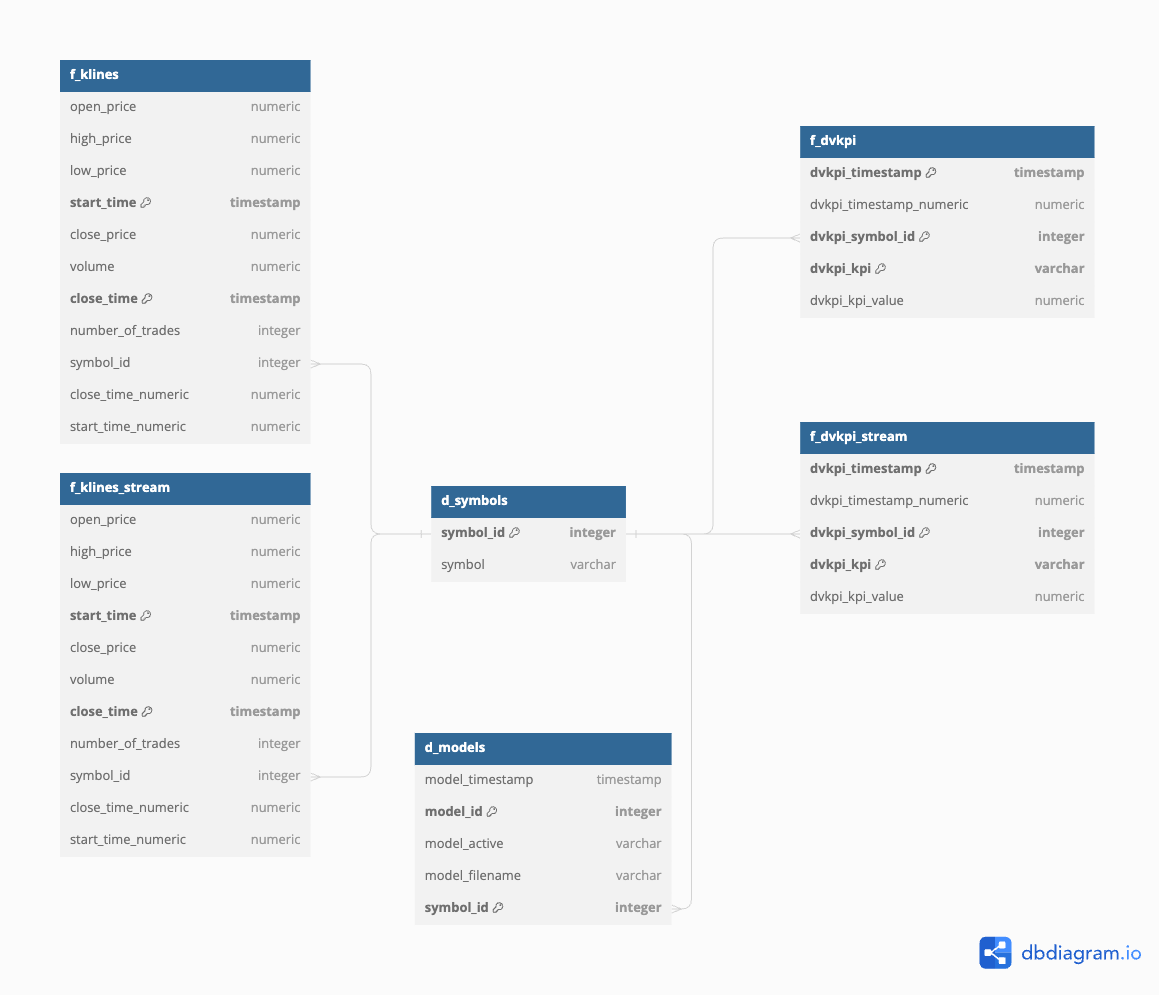 f_klines
open_price numeric
high_price numeric
low_price numeric
start_time timestamp
close_price numeric
volume numeric
close_time timestamp
number_of_trades integer
symbol_id integer
close_time_numeric numeric
start_time_numeric numeric
f_klines_stream
open_price numeric
high_price numeric
low_price numeric
start_time timestamp
close_price numeric
volume numeric
close_time timestamp
number_of_trades integer
symbol_id integer
close_time_numeric numeric
start_time_numeric numeric
d_symbols
symbol_id integer
symbol varchar
d_models
model_timestamp timestamp
model_id integer
model_active varchar
model_filename varchar
symbol_id integer
f_dvkpi
dvkpi_timestamp timestamp
dvkpi_timestamp_numeric numeric
dvkpi_symbol_id integer
dvkpi_kpi varchar
dvkpi_kpi_value numeric
f_dvkpi_stream
dvkpi_timestamp timestamp
dvkpi_timestamp_numeric numeric
dvkpi_symbol_id integer
dvkpi_kpi varchar
dvkpi_kpi_value numeric
dbdiagram.io